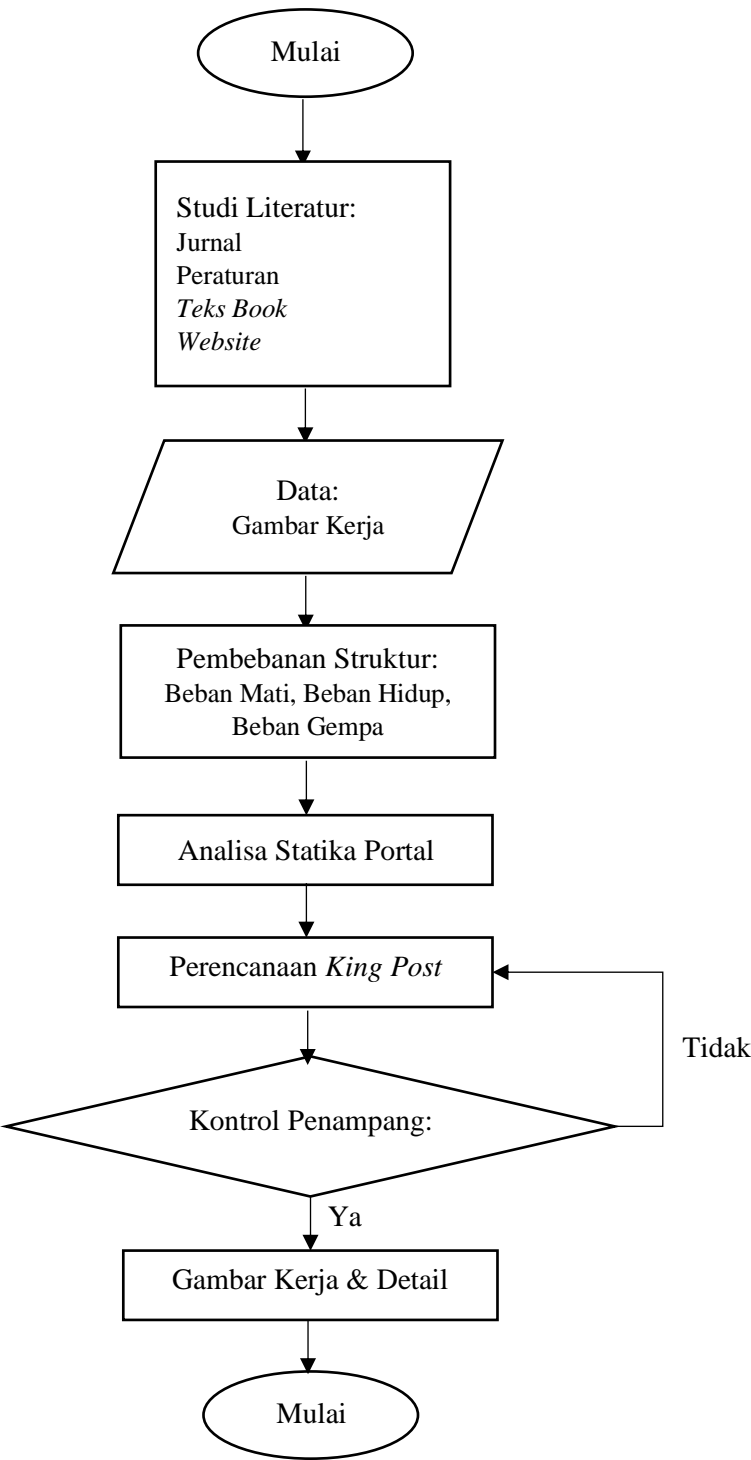 Mulai
Studi Literatur:
Jurnal
Peraturan
Teks Book
Website
Data:
Gambar Kerja
Pembebanan Struktur:
Beban Mati, Beban Hidup,
Beban Gempa
Analisa Statika Portal
Perencanaan King Post
Tidak
Kontrol Penampang:
Ya
Gambar Kerja & Detail
Mulai